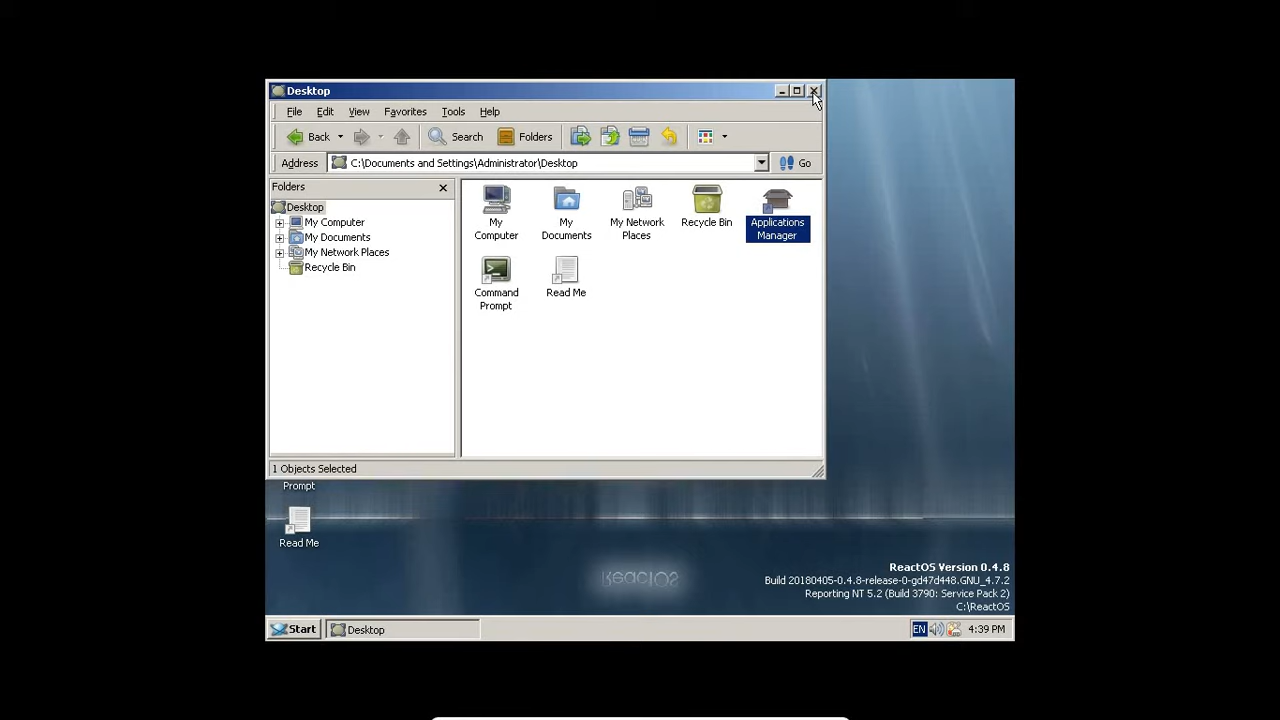 Desktop
File Edit View Favorites Tools Help
Back Search Folders
Address C:\Documents and Settings\Administrator\Desktop Go
Folders
Desktop
My Computer
My Documents
My Network Places
Recycle Bin
My Computer
My Documents
My Network Places
Recycle Bin
Applications Manager
Command Prompt
Read Me
1 Objects Selected
Prompt
Read Me
ReactOS
ReactOS Version 0.4.8
Build 20180405-0.4.8-release-0-gd47d448.GNU_4.7.2
Reporting NT 5.2 (Build 3790: Service Pack 2)
C:\ReactOS
Start Desktop EN 4:39 PM